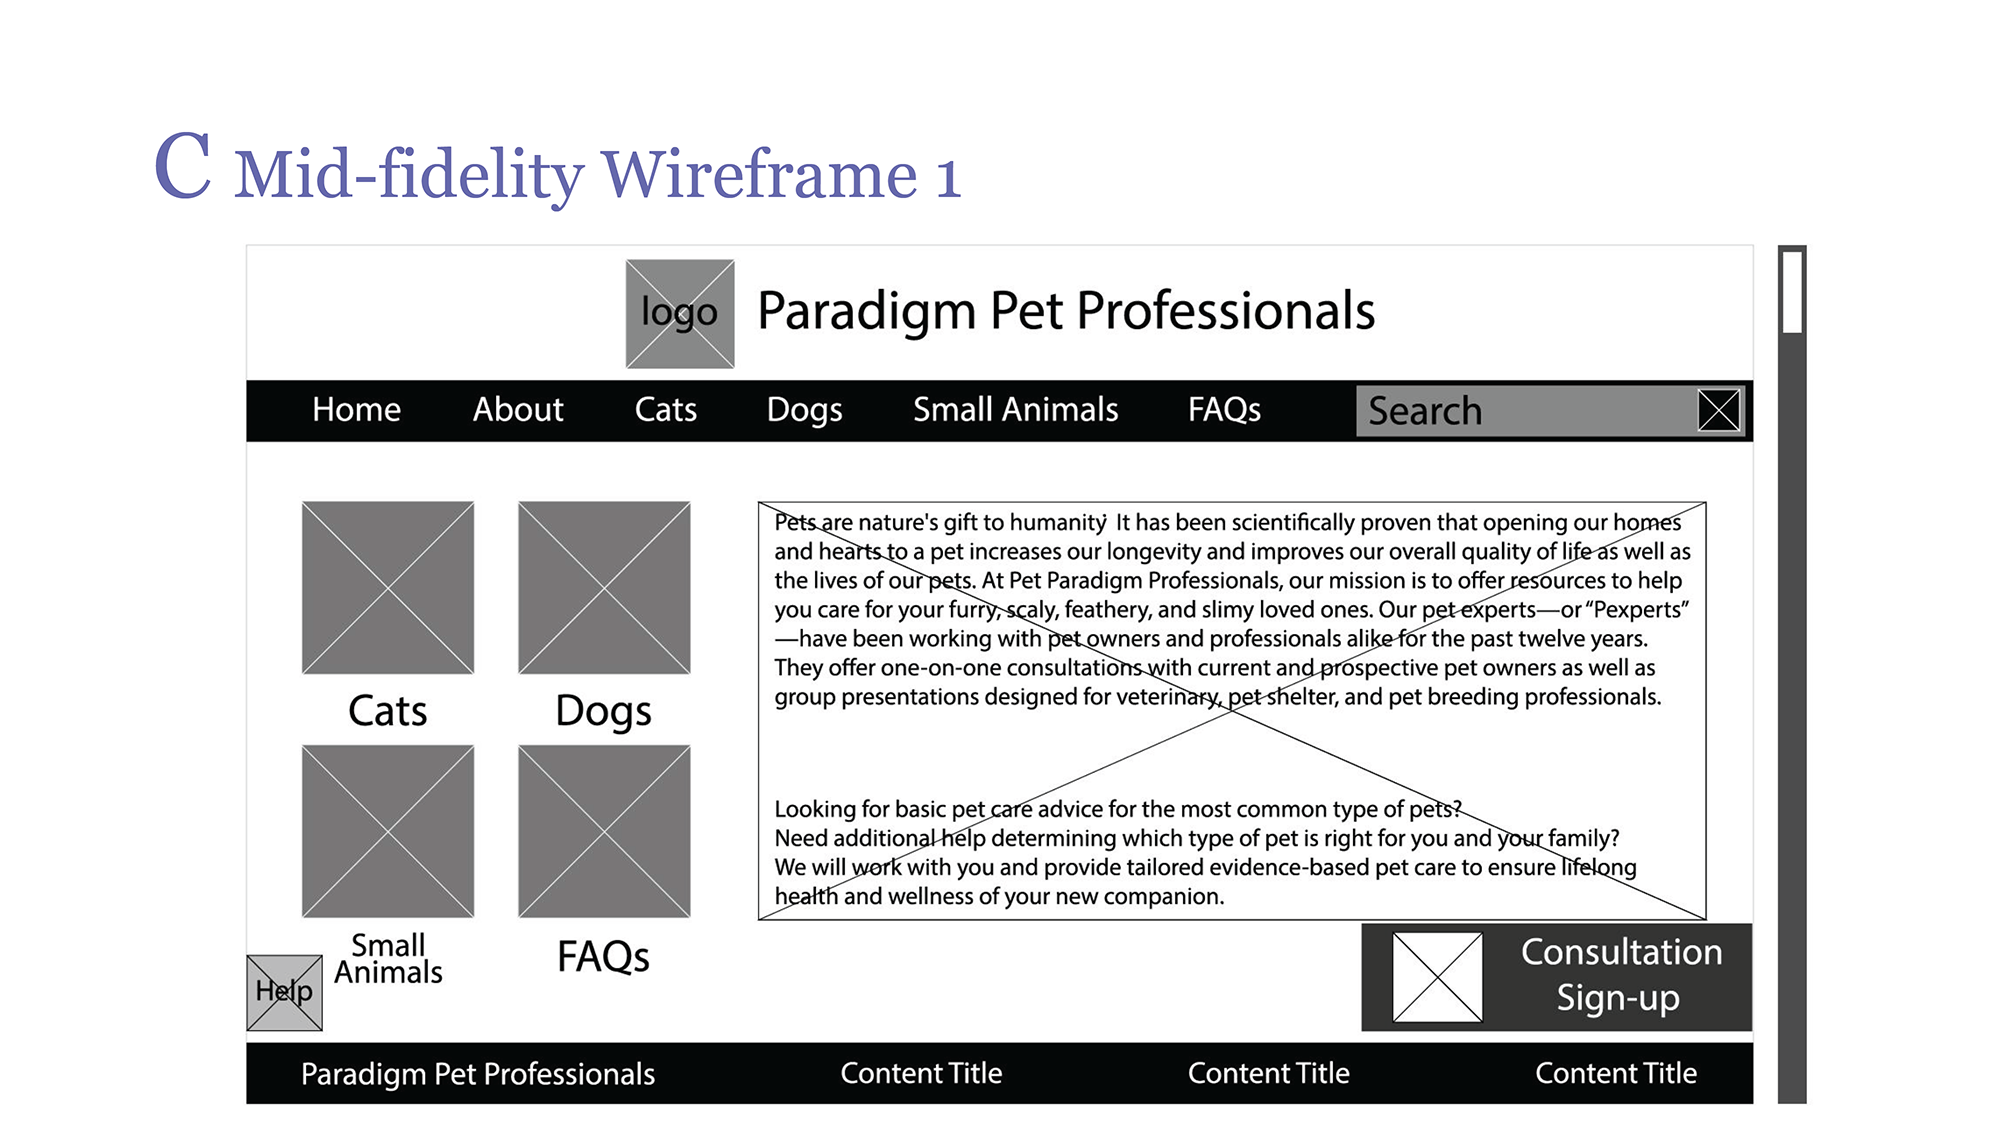 C Mid-fidelity Wireframe 1
logo
Paradigm Pet Professionals
Home About Cats Dogs Small Animals FAQs Search
Cats
Dogs
Small
Animals
FAQs
Help
Pets are nature's gift to humanity. It has been scientifically proven that opening our homes
and hearts to a pet increases our longevity and improves our overall quality of life as well as
the lives of our pets. At Pet Paradigm Professionals, our mission is to offer resources to help
you care for your furry, scaly, feathery, and slimy loved ones. Our pet experts—or “Pexperts”
—have been working with pet owners and professionals alike for the past twelve years.
They offer one-on-one consultations with current and prospective pet owners as well as
group presentations designed for veterinary, pet shelter, and pet breeding professionals.
Looking for basic pet care advice for the most common type of pets?
Need additional help determining which type of pet is right for you and your family?
We will work with you and provide tailored evidence-based pet care to ensure lifelong
health and wellness of your new companion.
Consultation
Sign-up
Paradigm Pet Professionals Content Title Content Title Content Title